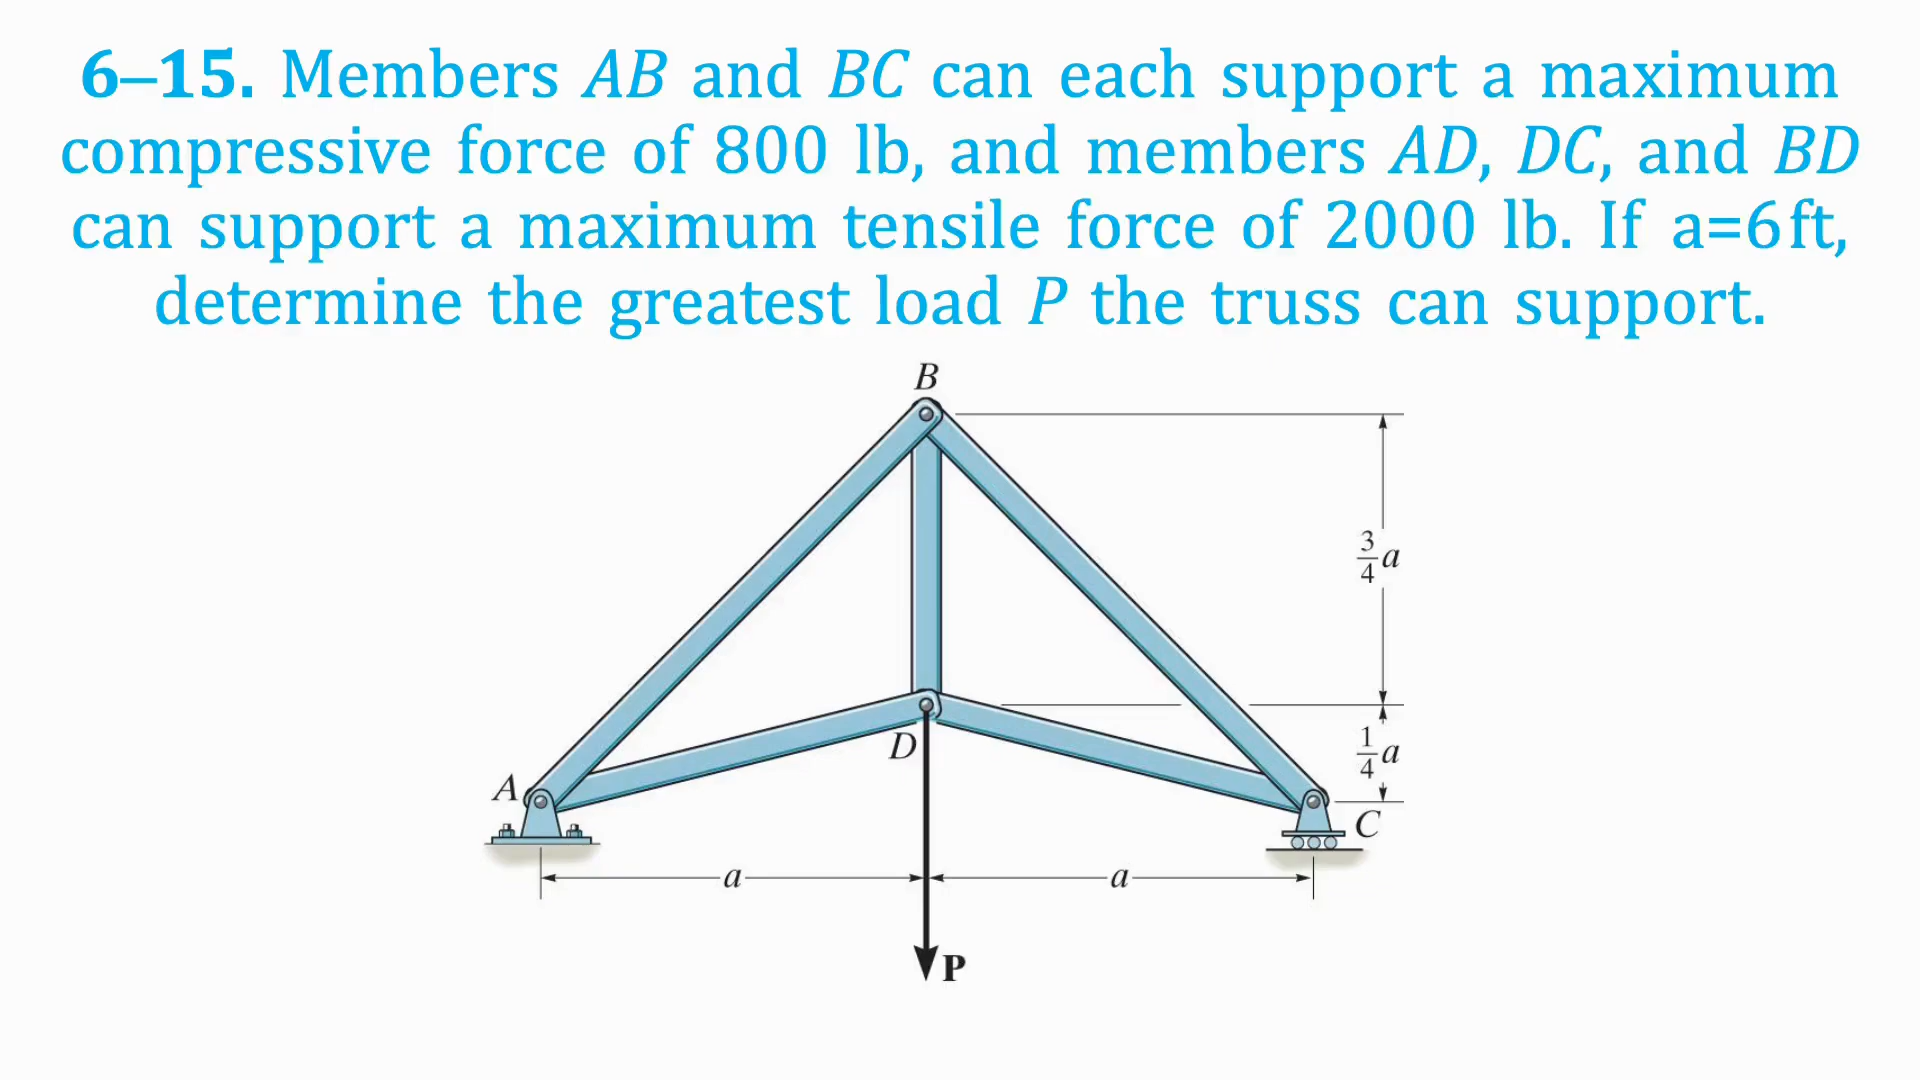 6–15. Members AB and BC can each support a maximum
compressive force of 800 lb, and members AD, DC, and BD
can support a maximum tensile force of 2000 lb. If a=6ft,
determine the greatest load P the truss can support.
B
3/4 a
D
1/4 a
A
C
a
a
P